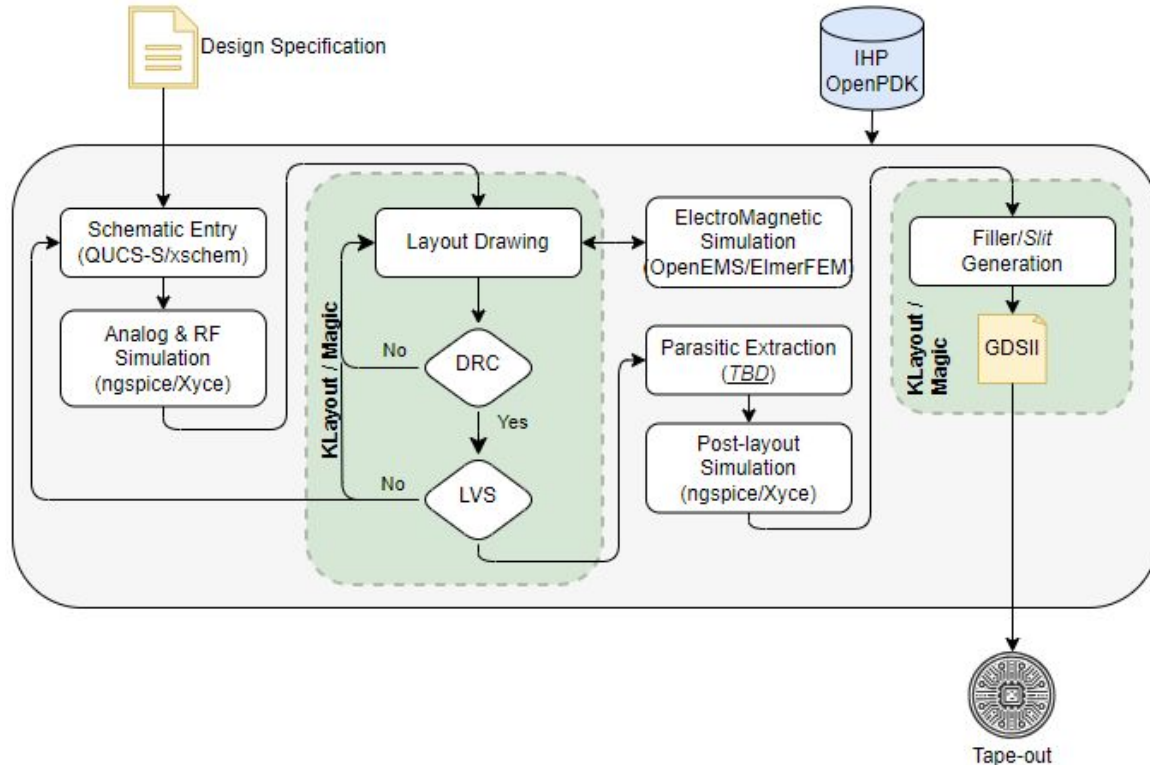 Design Specification
IHP
OpenPDK
Schematic Entry
(QUCS-S/xschem)
Analog & RF
Simulation
(ngspice/Xyce)
KLayout / Magic
Layout Drawing
No
DRC
Yes
No
LVS
ElectroMagnetic
Simulation
(OpenEMS/ElmerFEM)
Parasitic Extraction
(TBD)
Post-layout
Simulation
(ngspice/Xyce)
KLayout /
Magic
Filler/Slit
Generation
GDSII
Tape-out